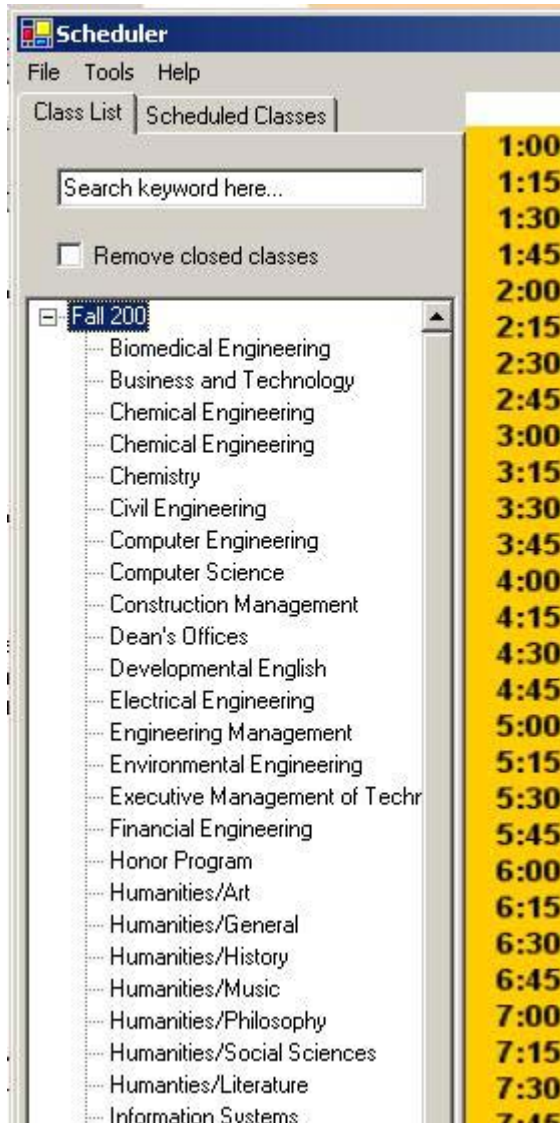 Scheduler
File Tools Help
Class List Scheduled Classes
Search keyword here...
Remove closed classes
Fall 200
Biomedical Engineering
Business and Technology
Chemical Engineering
Chemical Engineering
Chemistry
Civil Engineering
Computer Engineering
Computer Science
Construction Management
Dean's Offices
Developmental English
Electrical Engineering
Engineering Management
Environmental Engineering
Executive Management of Techr
Financial Engineering
Honor Program
Humanities/Art
Humanities/General
Humanities/History
Humanities/Music
Humanities/Philosophy
Humanities/Social Sciences
Humanties/Literature
Information Systems
1:00
1:15
1:30
1:45
2:00
2:15
2:30
2:45
3:00
3:15
3:30
3:45
4:00
4:15
4:30
4:45
5:00
5:15
5:30
5:45
6:00
6:15
6:30
6:45
7:00
7:15
7:30
7:45